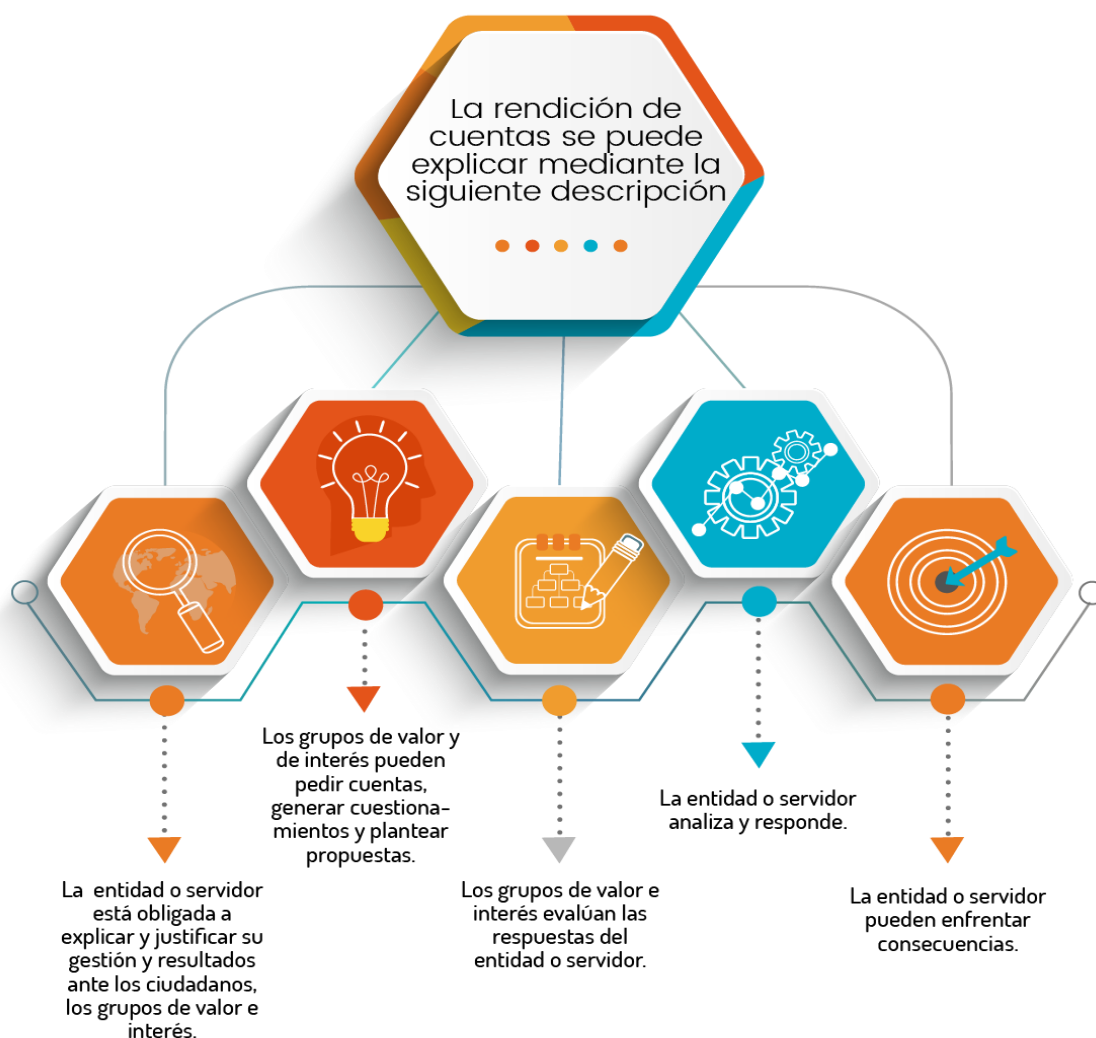 La rendición de
cuentas se puede
explicar mediante la
siguiente descripción
La entidad o servidor
está obligada a
explicar y justificar su
gestión y resultados
ante los ciudadanos,
los grupos de valor e
interés.
Los grupos de valor y
de interés pueden
pedir cuentas,
generar cuestiona-
mientos y plantear
propuestas.
Los grupos de valor e
interés evalúan las
respuestas del
entidad o servidor.
La entidad o servidor
analiza y responde.
La entidad o servidor
pueden enfrentar
consecuencias.